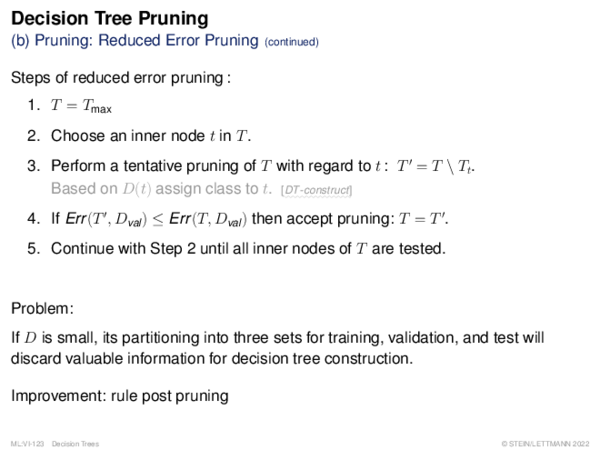 Decision Tree Pruning
(b) Pruning: Reduced Error Pruning (continued)
Steps of reduced error pruning :
1. T = T_max
2. Choose an inner node t in T.
3. Perform a tentative pruning of T with regard to t : T′ = T \ T_t.
Based on D(t) assign class to t. [DT-construct]
4. If Err(T′, D_val) ≤ Err(T, D_val) then accept pruning: T = T′.
5. Continue with Step 2 until all inner nodes of T are tested.
Problem:
If D is small, its partitioning into three sets for training, validation, and test will
discard valuable information for decision tree construction.
Improvement: rule post pruning
ML:VI-123 Decision Trees © STEIN/LETTMANN 2022